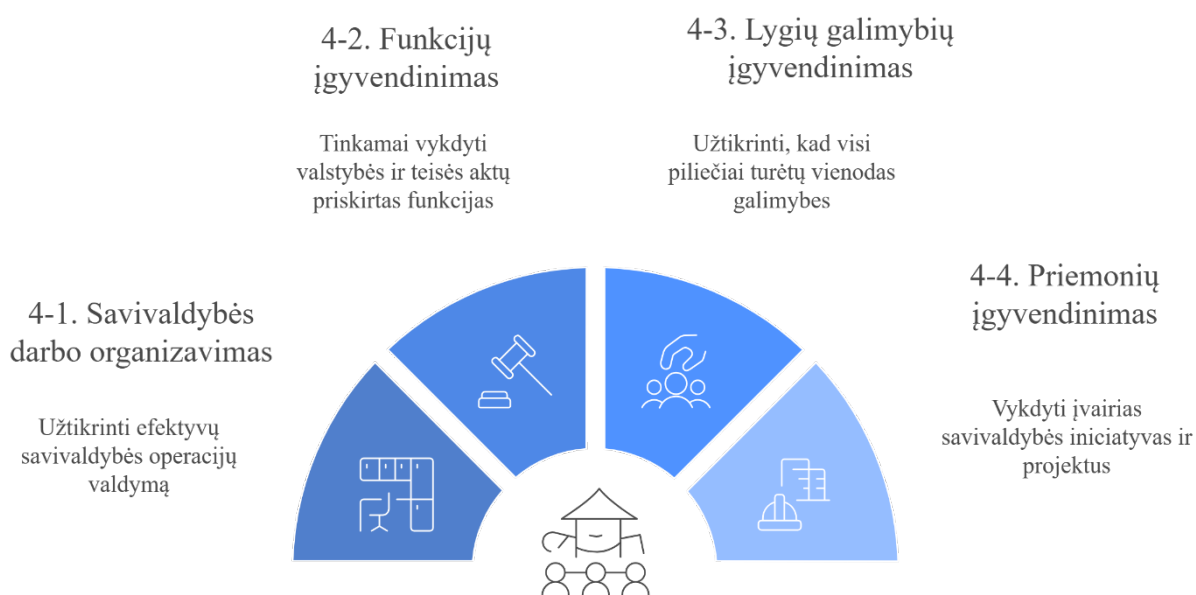 4-1. Savivaldybės
darbo organizavimas
Užtikrinti efektyvų
savivaldybės operacijų
valdymą
4-2. Funkcijų
įgyvendinimas
Tinkamai vykdyti
valstybės ir teisės aktų
priskirtas funkcijas
4-3. Lygių galimybių
įgyvendinimas
Užtikrinti, kad visi
piliečiai turėtų vienodas
galimybes
4-4. Priemonių
įgyvendinimas
Vykdyti įvairias
savivaldybės iniciatyvas ir
projektus